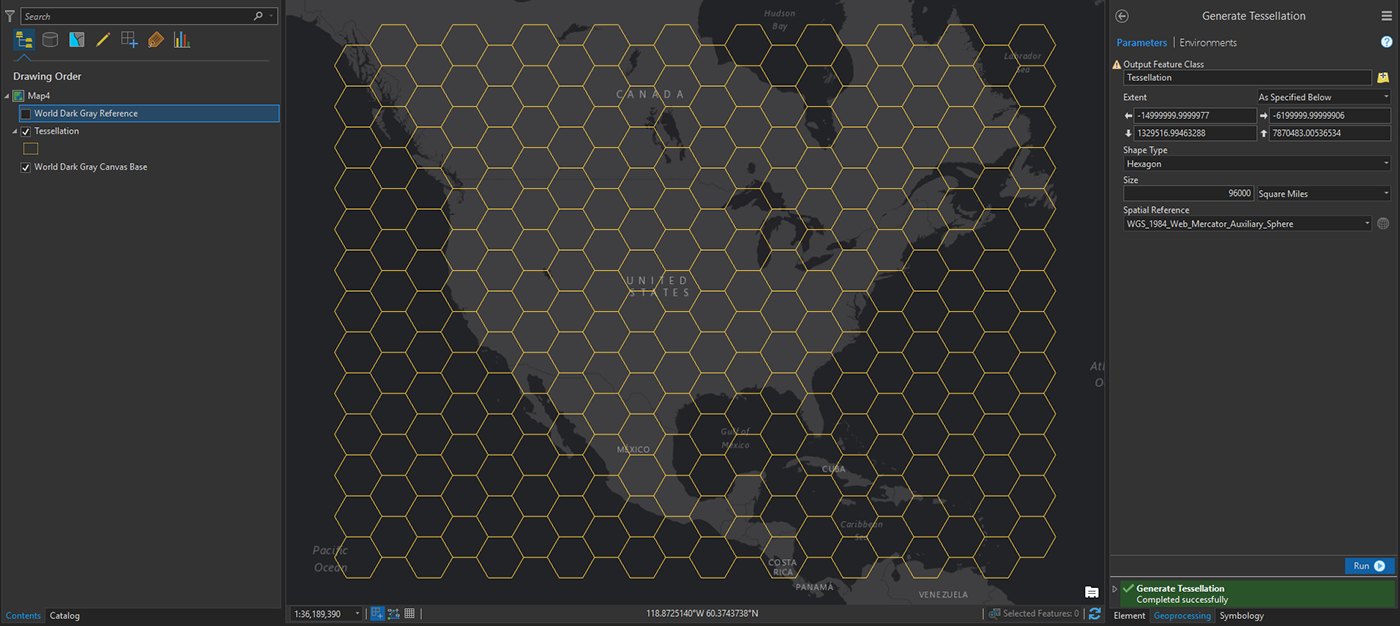 Search
Drawing Order
Map4
World Dark Gray Reference
Tessellation
World Dark Gray Canvas Base
Contents
Catalog
Hudson
Bay
Labrador
Sea
CANADA
UNITED
STATES
Gulf of
Mexico
MÉXICO
CUBA
Caribbean
Sea
Pacific
Ocean
COSTA
RICA
PANAMA
VENEZUELA
1:36,189,390
118.8725140°W 60.3743738°N
Selected Features: 0
Generate Tessellation
Parameters
Environments
?
Output Feature Class
Tessellation
Extent
As Specified Below
-14999999.9999977
-6199999.99999906
1329516.99463288
7870483.00536534
Shape Type
Hexagon
Size
96000
Square Miles
Spatial Reference
WGS_1984_Web_Mercator_Auxiliary_Sphere
Run
Generate Tessellation
Completed successfully
Element
Geoprocessing
Symbology